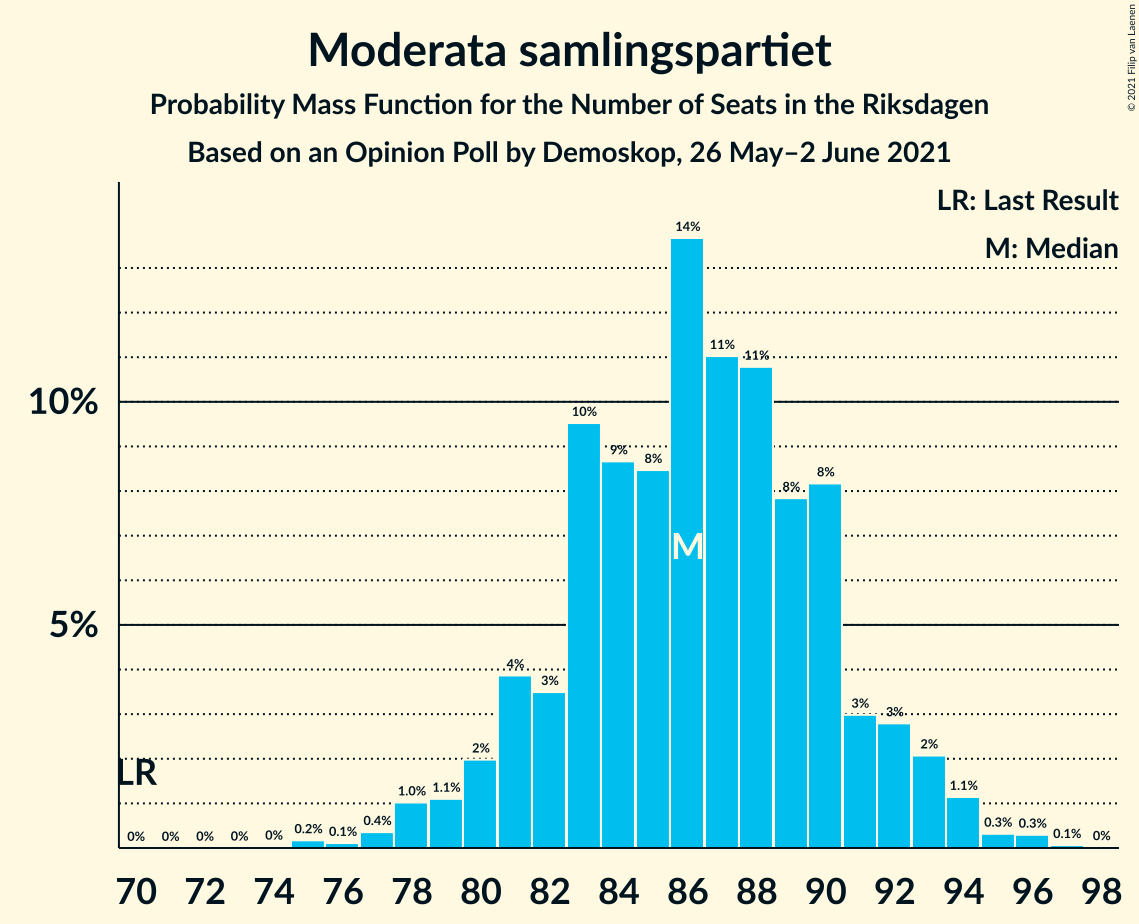 Moderata samlingspartiet
Probability Mass Function for the Number of Seats in the Riksdagen
Based on an Opinion Poll by Demoskop, 26 May–2 June 2021
© 2021 Filip van Laenen
LR: Last Result
M: Median
10%
5%
LR
M
0% 0% 0% 0% 0% 0.2% 0.1% 0.4% 1.0% 1.1% 2% 4% 3% 10% 9% 8% 14% 11% 11% 8% 8% 3% 3% 2% 1.1% 0.3% 0.3% 0.1% 0%
70 72 74 76 78 80 82 84 86 88 90 92 94 96 98